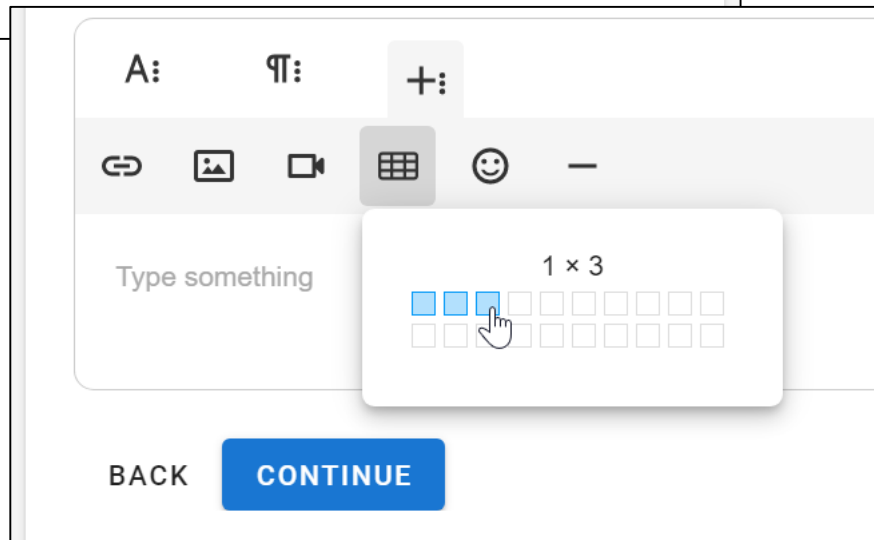 A
¶
1 × 3
Type something
BACK
CONTINUE